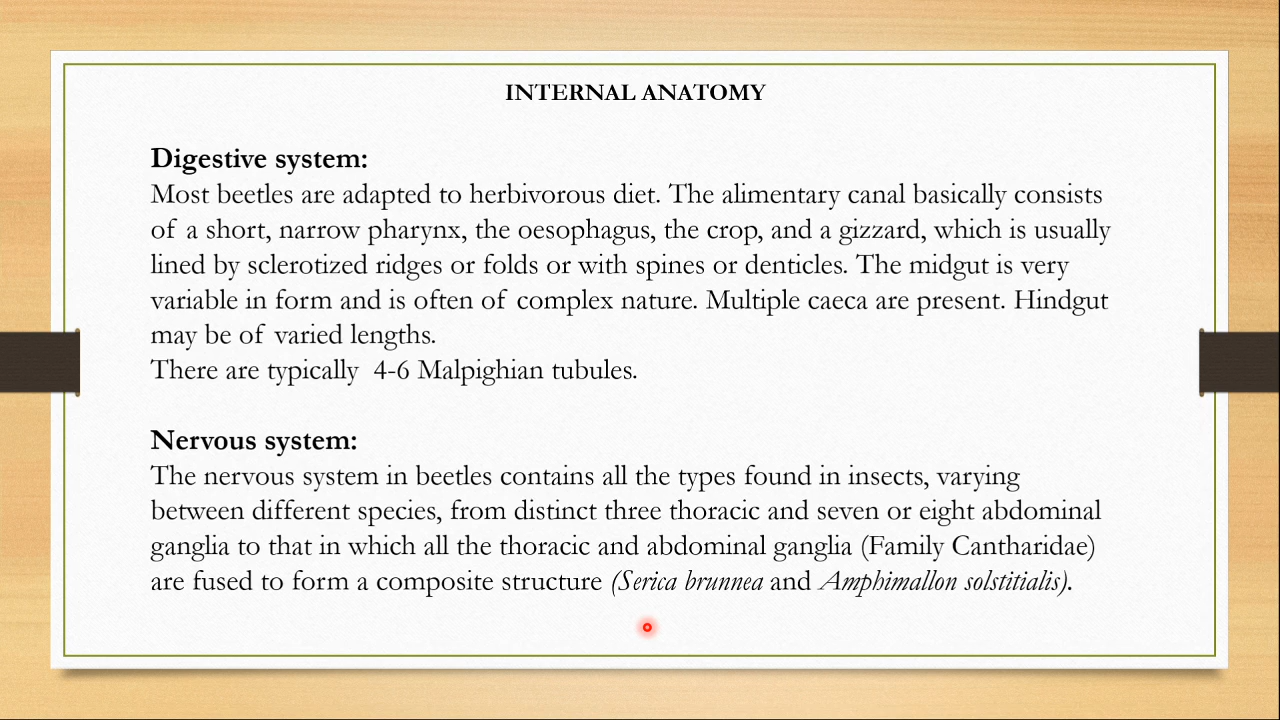 INTERNAL ANATOMY
Digestive system:
Most beetles are adapted to herbivorous diet. The alimentary canal basically consists
of a short, narrow pharynx, the oesophagus, the crop, and a gizzard, which is usually
lined by sclerotized ridges or folds or with spines or denticles. The midgut is very
variable in form and is often of complex nature. Multiple caeca are present. Hindgut
may be of varied lengths.
There are typically 4-6 Malpighian tubules.
Nervous system:
The nervous system in beetles contains all the types found in insects, varying
between different species, from distinct three thoracic and seven or eight abdominal
ganglia to that in which all the thoracic and abdominal ganglia (Family Cantharidae)
are fused to form a composite structure (Serica brunnea and Amphimallon solstitialis).